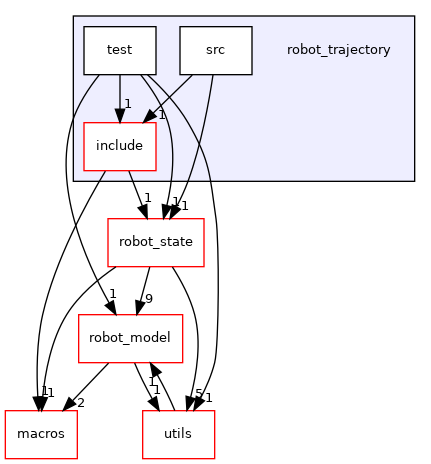 test
src
robot_trajectory
1
1
include
1
1
1
robot_state
1
9
robot_model
1
1
5
1
1
1
2
macros
utils